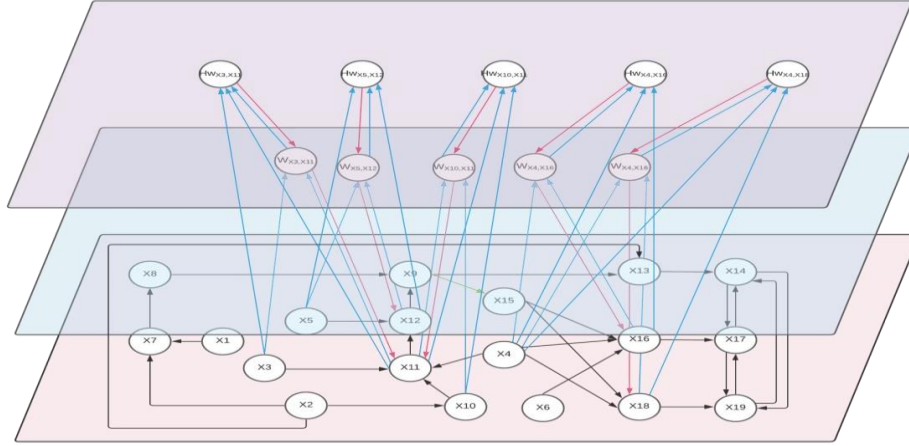 HW X3,X11 HW X5,X12 HW X10,X11 HW X4,X16 HW X4,X18
W X3,X11 W X5,X12 W X10,X11 W X4,X16 W X4,X18
X8 X9 X13 X14
X15
X5 X12
X7 X1 X16 X17
X3 X11 X4
X2 X10 X6 X18 X19